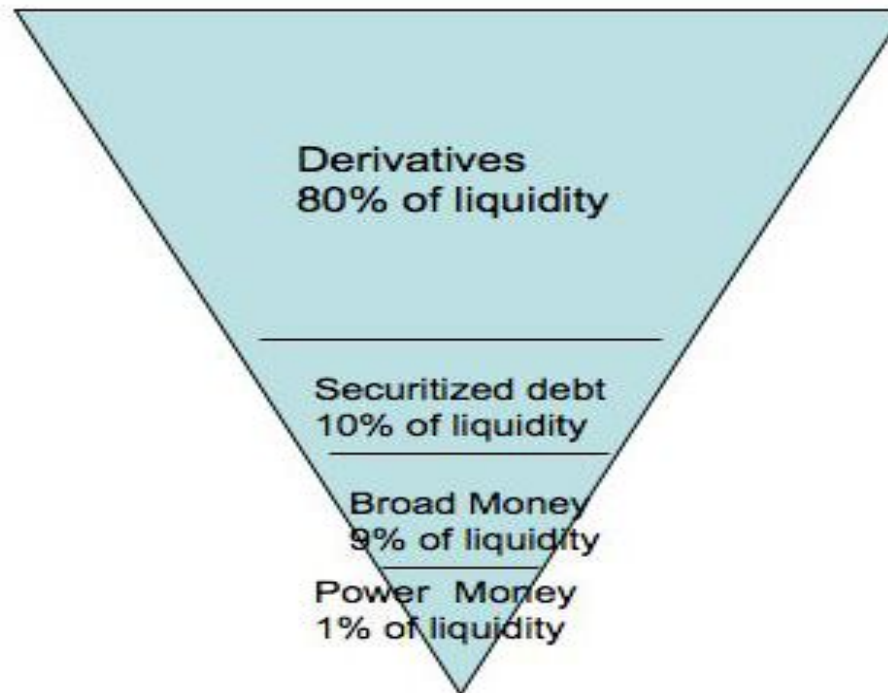 Derivatives
80% of liquidity
Securitized debt
10% of liquidity
Broad Money
9% of liquidity
Power Money
1% of liquidity